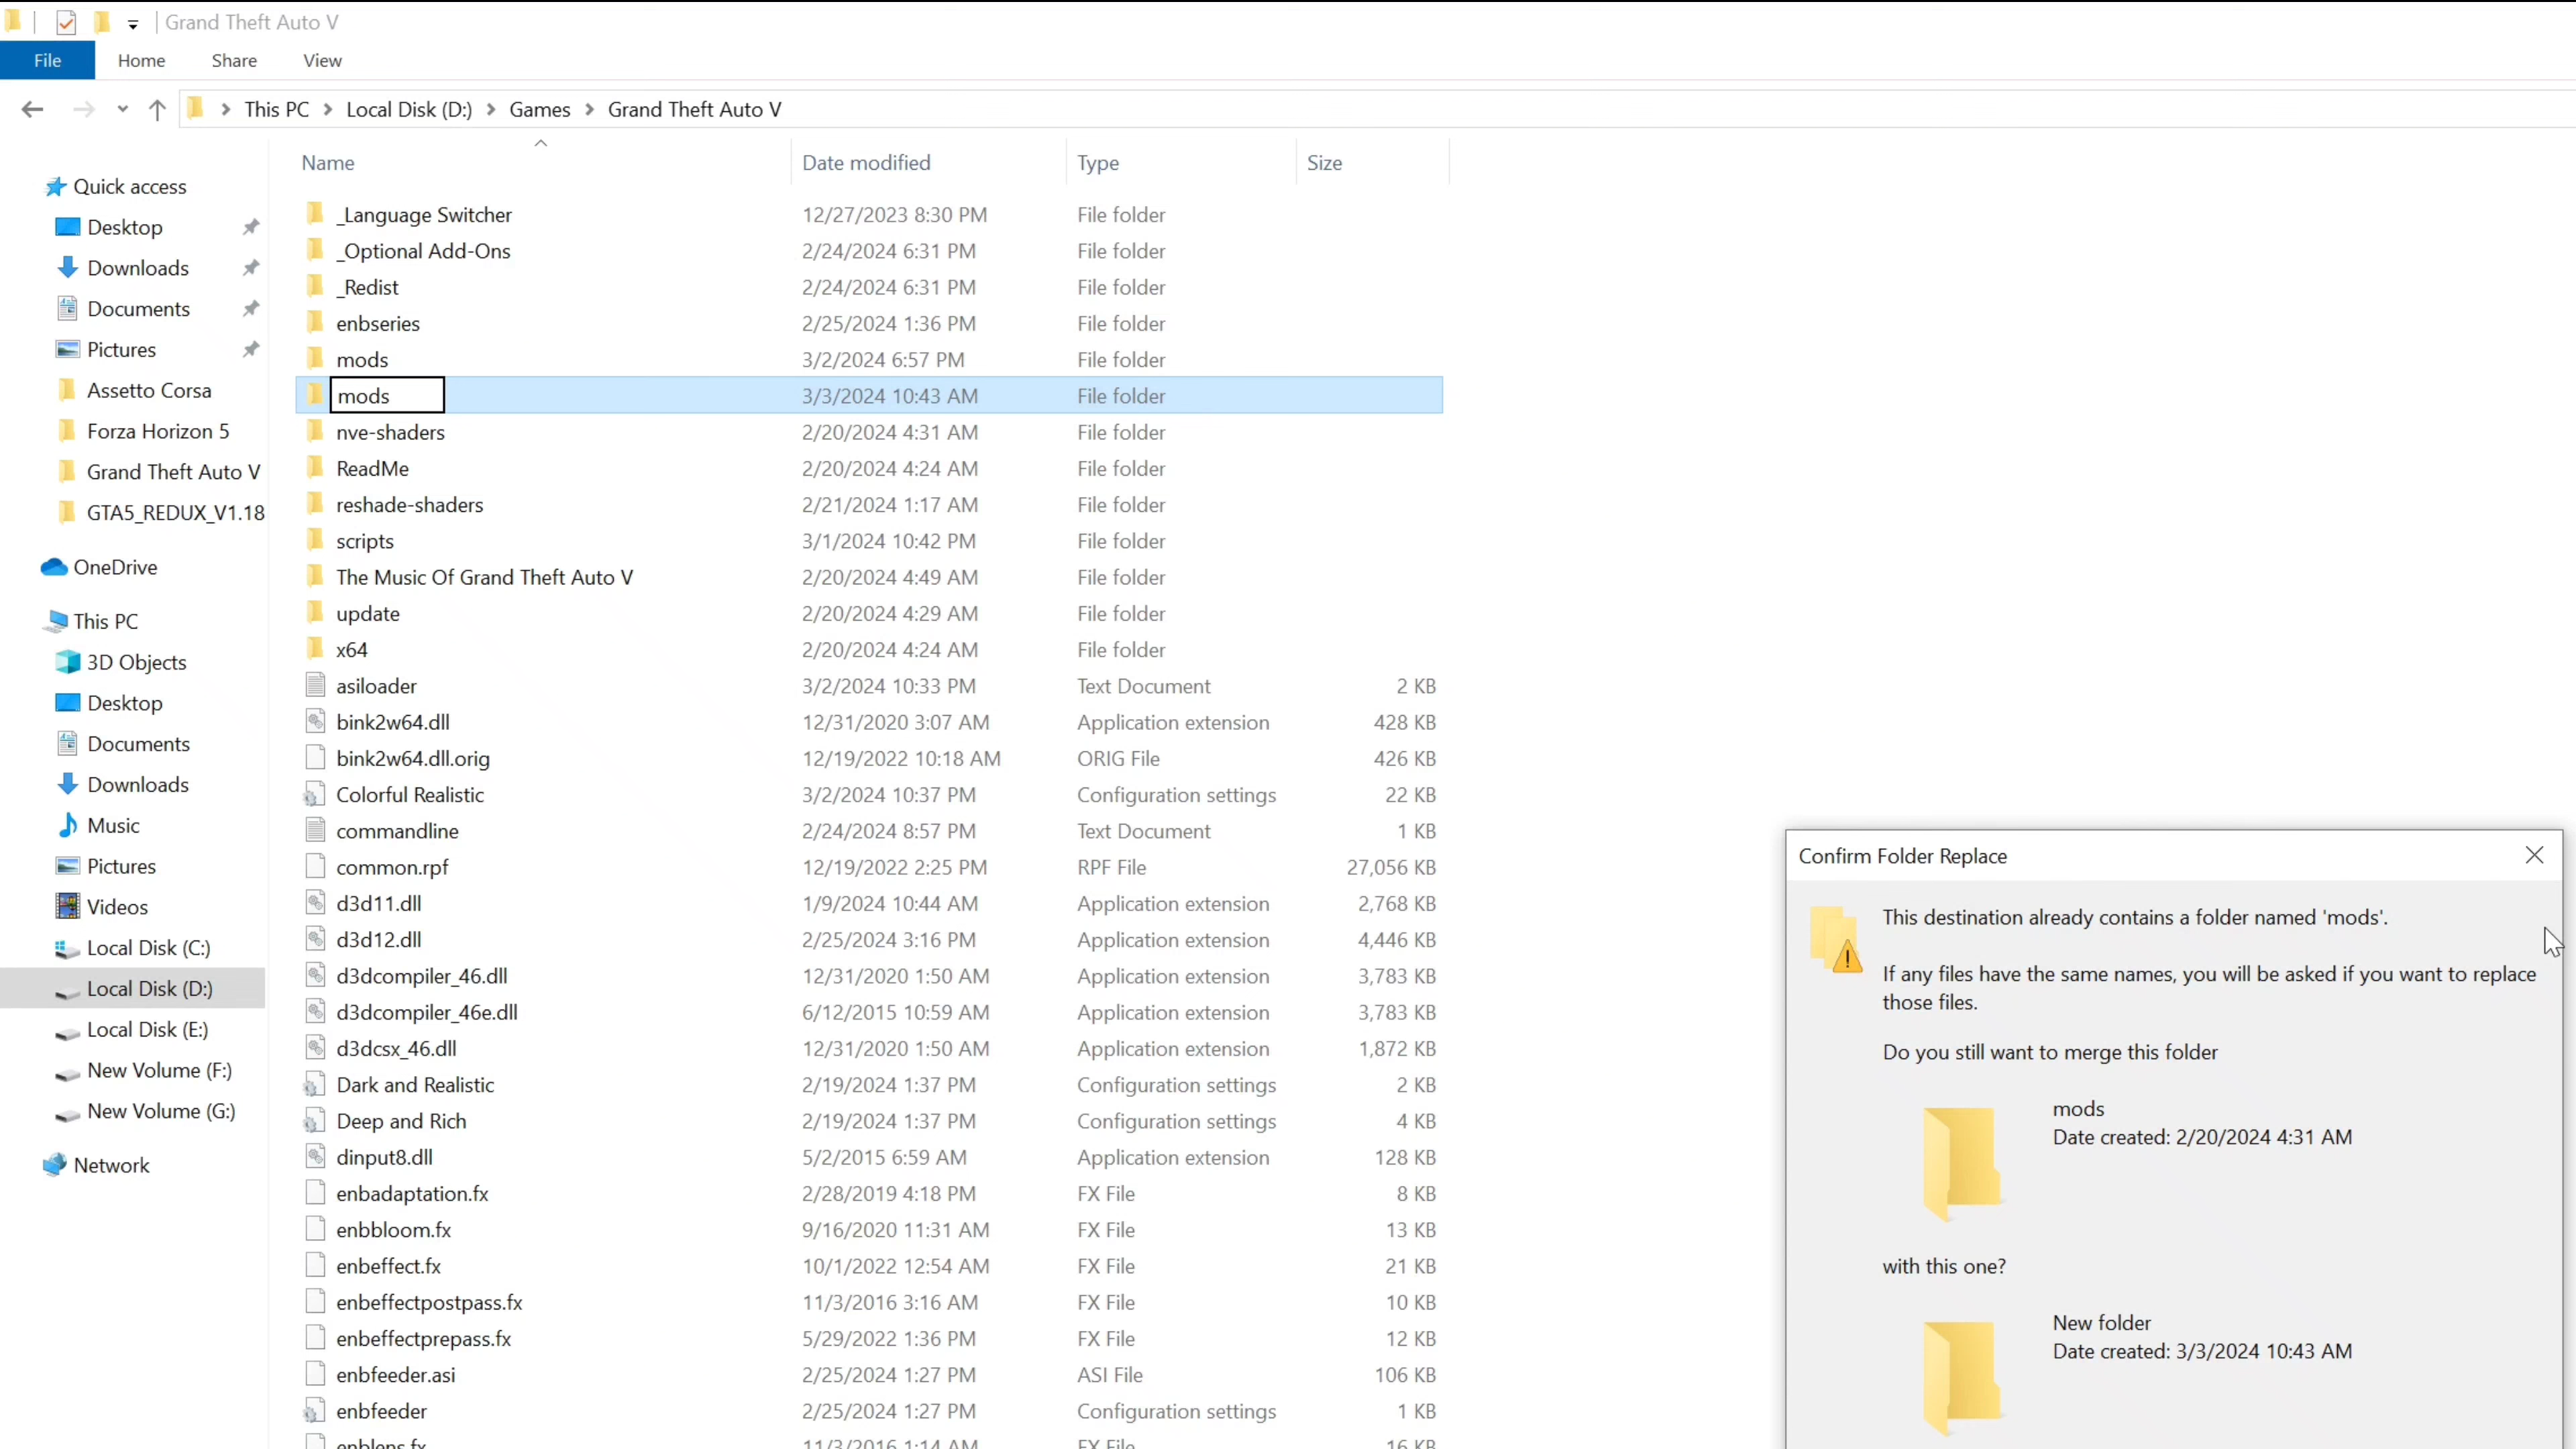 Grand Theft Auto V
File Home Share View
This PC Local Disk (D:) Games Grand Theft Auto V
Name Date modified Type Size
Quick access
Desktop
Downloads
Documents
Pictures
Assetto Corsa
Forza Horizon 5
Grand Theft Auto V
GTA5_REDUX_V1.18
OneDrive
This PC
3D Objects
Desktop
Documents
Downloads
Music
Pictures
Videos
Local Disk (C:)
Local Disk (D:)
Local Disk (E:)
New Volume (F:)
New Volume (G:)
Network
_Language Switcher 12/27/2023 8:30 PM File folder
_Optional Add-Ons 2/24/2024 6:31 PM File folder
_Redist 2/24/2024 6:31 PM File folder
enbseries 2/25/2024 1:36 PM File folder
mods 3/2/2024 6:57 PM File folder
mods 3/3/2024 10:43 AM File folder
nve-shaders 2/20/2024 4:31 AM File folder
ReadMe 2/20/2024 4:24 AM File folder
reshade-shaders 2/21/2024 1:17 AM File folder
scripts 3/1/2024 10:42 PM File folder
The Music Of Grand Theft Auto V 2/20/2024 4:49 AM File folder
update 2/20/2024 4:29 AM File folder
x64 2/20/2024 4:24 AM File folder
asiloader 3/2/2024 10:33 PM Text Document 2 KB
bink2w64.dll 12/31/2020 3:07 AM Application extension 428 KB
bink2w64.dll.orig 12/19/2022 10:18 AM ORIG File 426 KB
Colorful Realistic 3/2/2024 10:37 PM Configuration settings 22 KB
commandline 2/24/2024 8:57 PM Text Document 1 KB
common.rpf 12/19/2022 2:25 PM RPF File 27,056 KB
d3d11.dll 1/9/2024 10:44 AM Application extension 2,768 KB
d3d12.dll 2/25/2024 3:16 PM Application extension 4,446 KB
d3dcompiler_46.dll 12/31/2020 1:50 AM Application extension 3,783 KB
d3dcompiler_46e.dll 6/12/2015 10:59 AM Application extension 3,783 KB
d3dcsx_46.dll 12/31/2020 1:50 AM Application extension 1,872 KB
Dark and Realistic 2/19/2024 1:37 PM Configuration settings 2 KB
Deep and Rich 2/19/2024 1:37 PM Configuration settings 4 KB
dinput8.dll 5/2/2015 6:59 AM Application extension 128 KB
enbadaptation.fx 2/28/2019 4:18 PM FX File 8 KB
enbbloom.fx 9/16/2020 11:31 AM FX File 13 KB
enbeffect.fx 10/1/2022 12:54 AM FX File 21 KB
enbeffectpostpass.fx 11/3/2016 3:16 AM FX File 10 KB
enbeffectprepass.fx 5/29/2022 1:36 PM FX File 12 KB
enbfeeder.asi 2/25/2024 1:27 PM ASI File 106 KB
enbfeeder 2/25/2024 1:27 PM Configuration settings 1 KB
enblens.fx 11/3/2016 1:14 AM FX File 16 KB
Confirm Folder Replace
This destination already contains a folder named 'mods'.
If any files have the same names, you will be asked if you want to replace
those files.
Do you still want to merge this folder
mods
Date created: 2/20/2024 4:31 AM
with this one?
New folder
Date created: 3/3/2024 10:43 AM